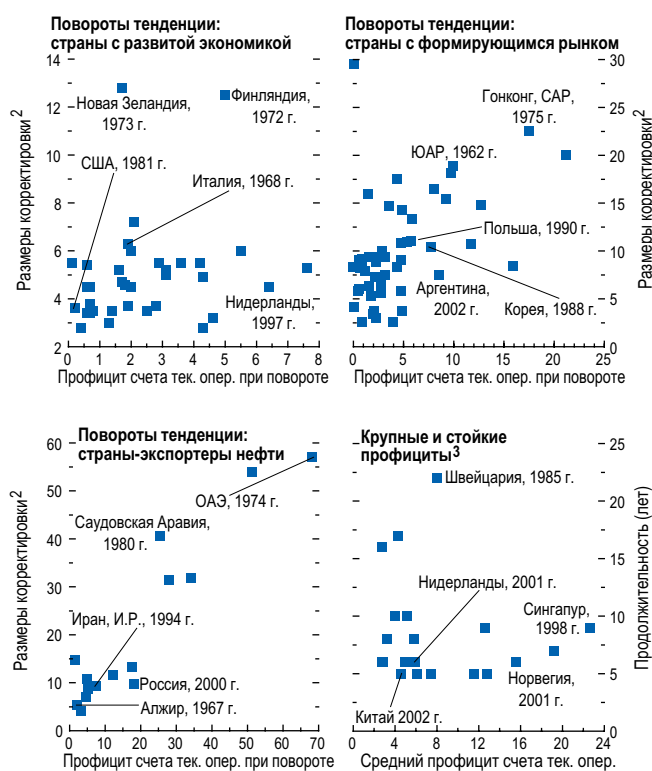 Повороты тенденции:
страны с развитой экономикой
14
12
10
8
6
4
2
Размеры корректировки2
Новая Зеландия,
1973 г.
Финляндия,
1972 г.
США, 1981 г.
Италия, 1968 г.
Нидерланды,
1997 г.
0 1 2 3 4 5 6 7 8
Профицит счета тек. опер. при повороте
Повороты тенденции:
страны с формирующимся рынком
30
25
20
15
10
5
0
Размеры корректировки2
Гонконг, САР,
1975 г.
ЮАР, 1962 г.
Польша, 1990 г.
Аргентина,
2002 г.
Корея, 1988 г.
0 5 10 15 20 25
Профицит счета тек. опер. при повороте
Повороты тенденции:
страны-экспортеры нефти
60
50
40
30
20
10
0
Размеры корректировки2
ОАЭ, 1974 г.
Саудовская Аравия,
1980 г.
Иран, И.Р., 1994 г.
Россия, 2000 г.
Алжир, 1967 г.
0 10 20 30 40 50 60 70
Профицит счета тек. опер. при повороте
Крупные и стойкие
профициты3
25
20
15
10
5
0
Продолжительность (лет)
Швейцария, 1985 г.
Нидерланды, 2001 г.
Сингапур,
1998 г.
Норвегия,
2001 г.
Китай 2002 г.
0 4 8 12 16 20 24
Средний профицит счета тек. опер.